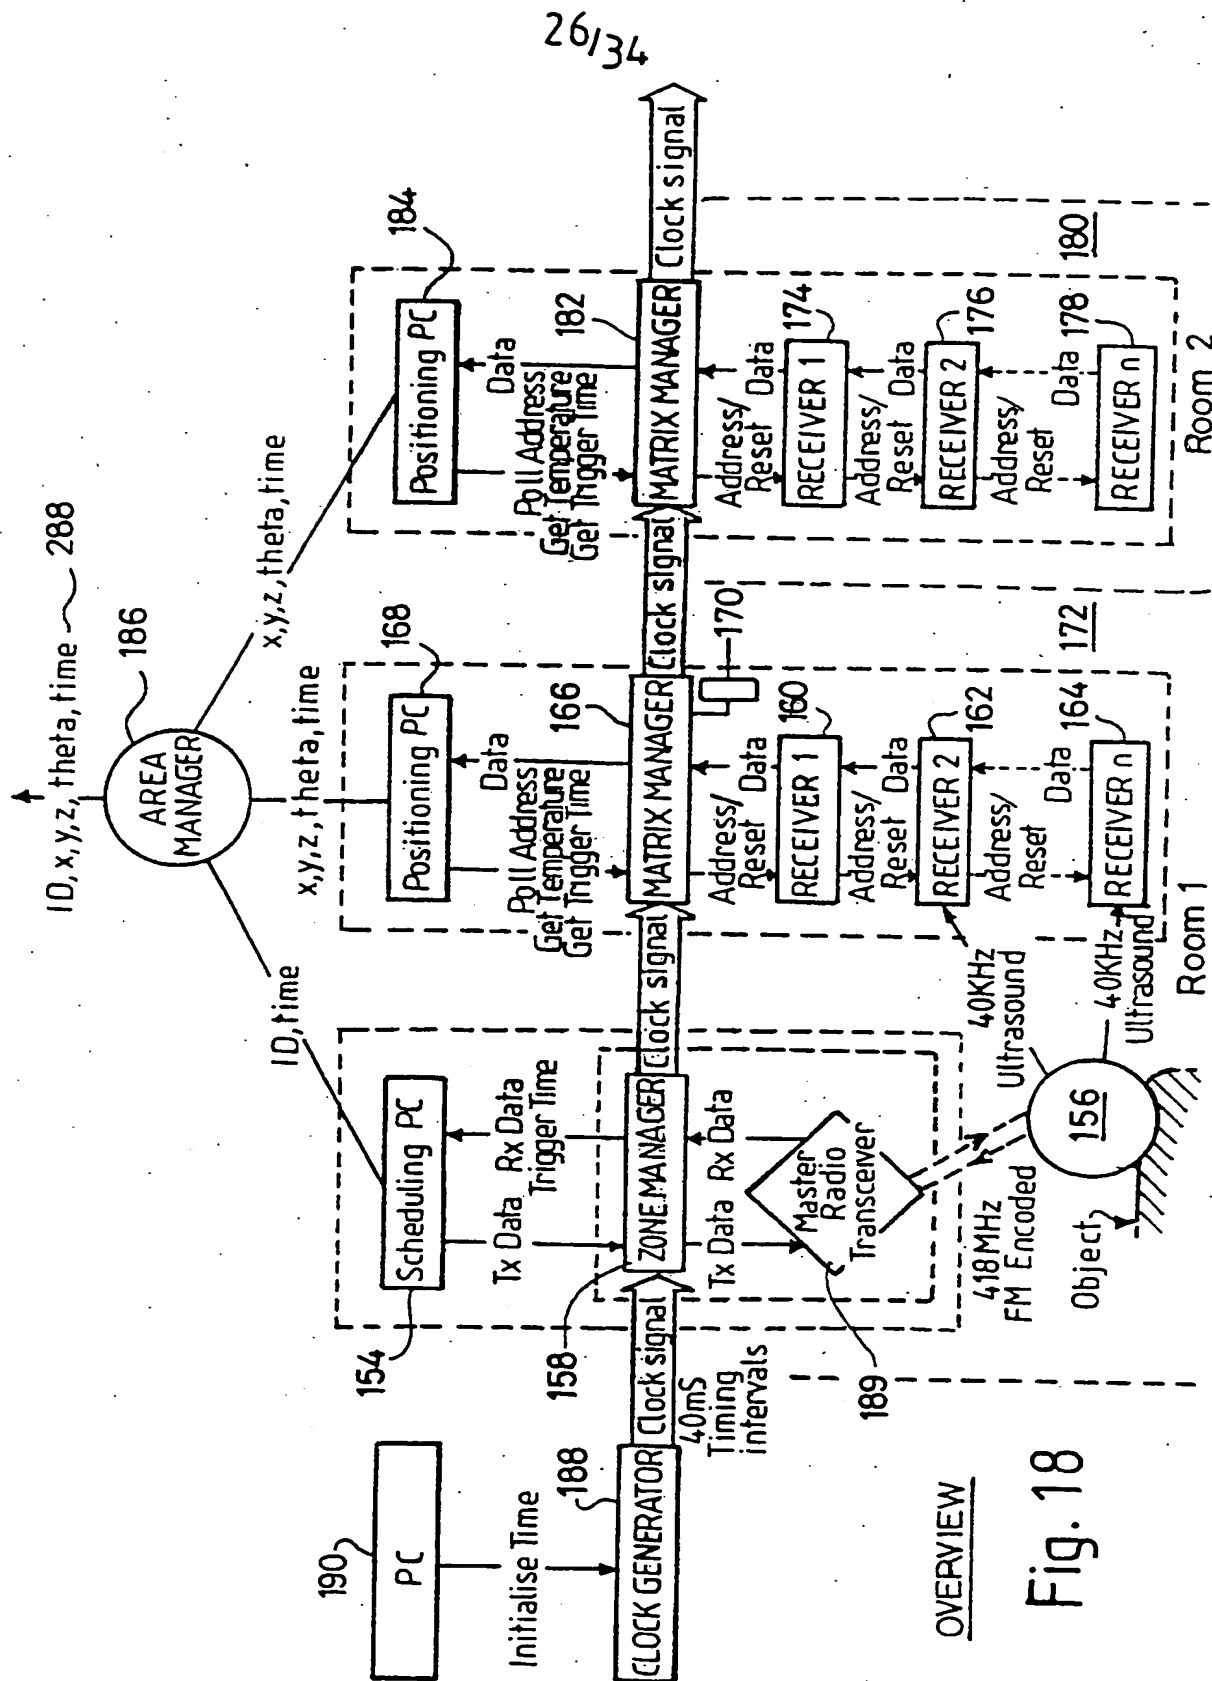 26/34
ID,x,y,z,theta,time
288
AREA
MANAGER
186
ID,time
x,y,z,theta,time
x,y,z,theta,time
190
PC
Initialise Time
CLOCK GENERATOR
188
Clock signal
40mS
Timing
intervals
154
Scheduling PC
Tx Data
Rx Data
Trigger Time
158
ZONE MANAGER
Tx Data
Rx Data
Master
Radio
Transceiver
189
Clock signal
418MHz
FM Encoded
Object
156
40KHz
Ultrasound
40KHz
Ultrasound
168
Positioning PC
Poll Address
Get Temperature
Get Trigger Time
Data
166
MATRIX MANAGER
170
Clock signal
Address/
Reset
Data
160
RECEIVER 1
Address/
Reset
Data
162
RECEIVER 2
Address/
Reset
Data
164
RECEIVER n
Room 1
172
184
Positioning PC
Poll Address
Get Temperature
Get Trigger Time
Data
182
MATRIX MANAGER
Clock signal
Address/
Reset
Data
174
RECEIVER 1
Address/
Reset
Data
176
RECEIVER 2
Address/
Reset
Data
178
RECEIVER n
Room 2
180
OVERVIEW
Fig. 18